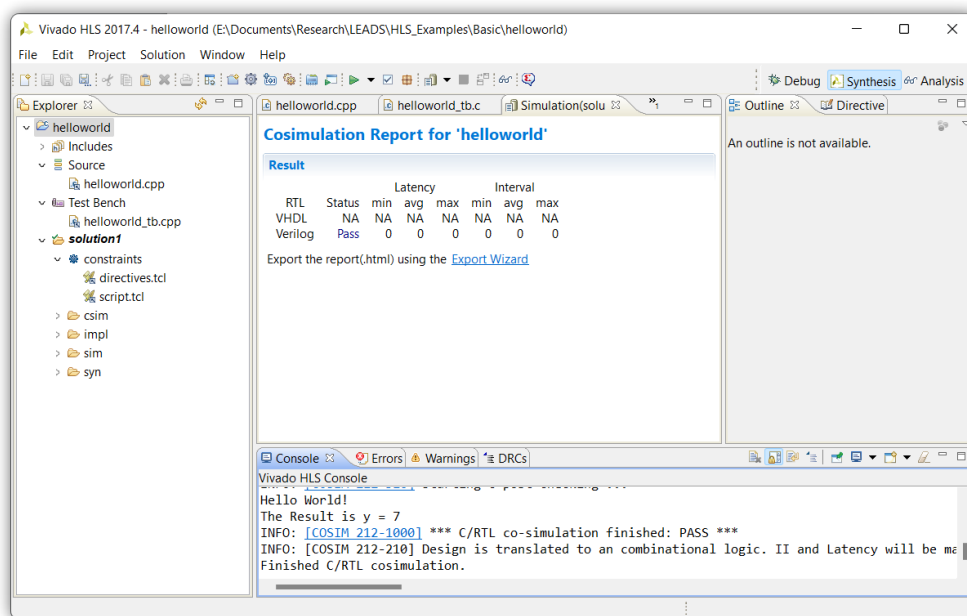 Vivado HLS 2017.4 - helloworld (E:\Documents\Research\LEADS\HLS_Examples\Basic\helloworld)
File Edit Project Solution Window Help
Debug Synthesis Analysis
Explorer
helloworld
Includes
Source
helloworld.cpp
Test Bench
helloworld_tb.cpp
solution1
constraints
directives.tcl
script.tcl
csim
impl
sim
syn
helloworld.cpp helloworld_tb.c Simulation(solu "1
Cosimulation Report for 'helloworld'
Result
Latency Interval
RTL Status min avg max min avg max
VHDL NA NA NA NA NA NA NA
Verilog Pass 0 0 0 0 0 0
Export the report(.html) using the Export Wizard
Outline Directive
An outline is not available.
Console Errors Warnings DRCs
Vivado HLS Console
Hello World!
The Result is y = 7
INFO: [COSIM 212-1000] *** C/RTL co-simulation finished: PASS ***
INFO: [COSIM 212-210] Design is translated to an combinational logic. II and Latency will be ma
Finished C/RTL cosimulation.